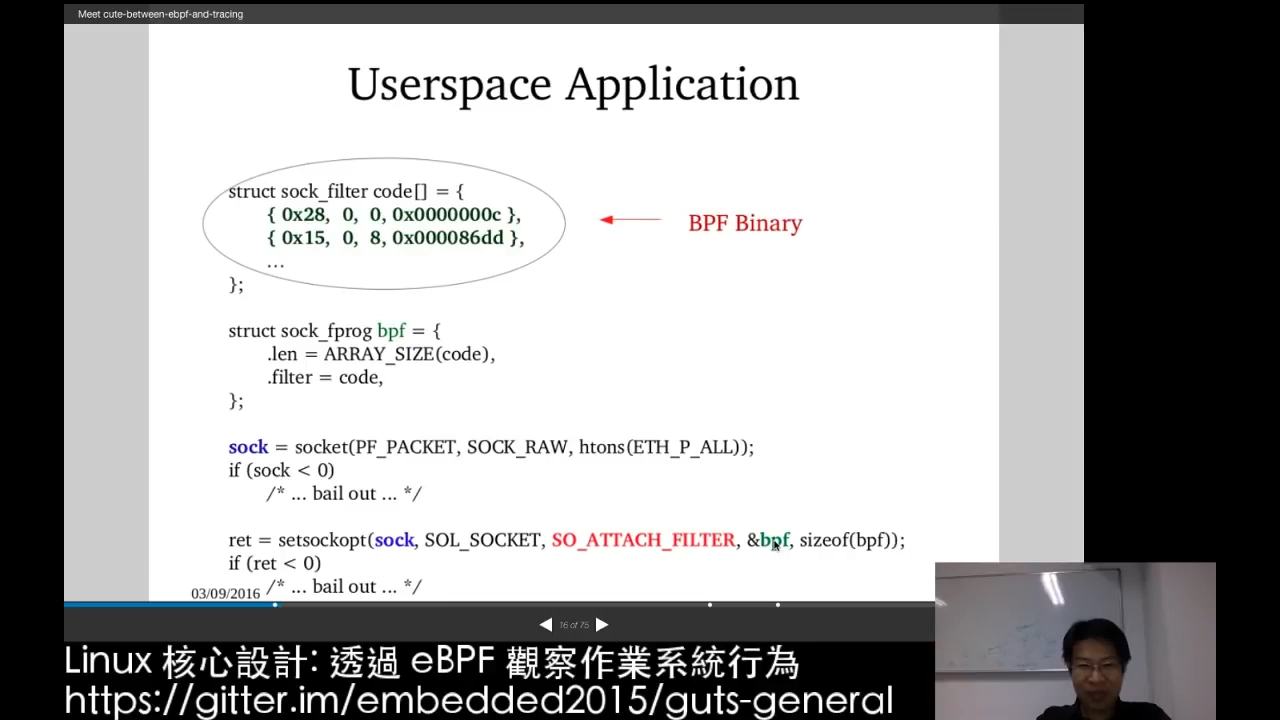 Meet cute-between-ebpf-and-tracing
Userspace Application
struct sock_filter code[] = {
{ 0x28, 0, 0, 0x0000000c },
{ 0x15, 0, 8, 0x000086dd },
...
};
BPF Binary
struct sock_fprog bpf = {
.len = ARRAY_SIZE(code),
.filter = code,
};
sock = socket(PF_PACKET, SOCK_RAW, htons(ETH_P_ALL));
if (sock < 0)
/* ... bail out ... */
ret = setsockopt(sock, SOL_SOCKET, SO_ATTACH_FILTER, &bpf, sizeof(bpf));
if (ret < 0)
/* ... bail out ... */
03/09/2016
16 of 75
Linux 核心設計: 透過 eBPF 觀察作業系統行為
https://gitter.im/embedded2015/guts-general